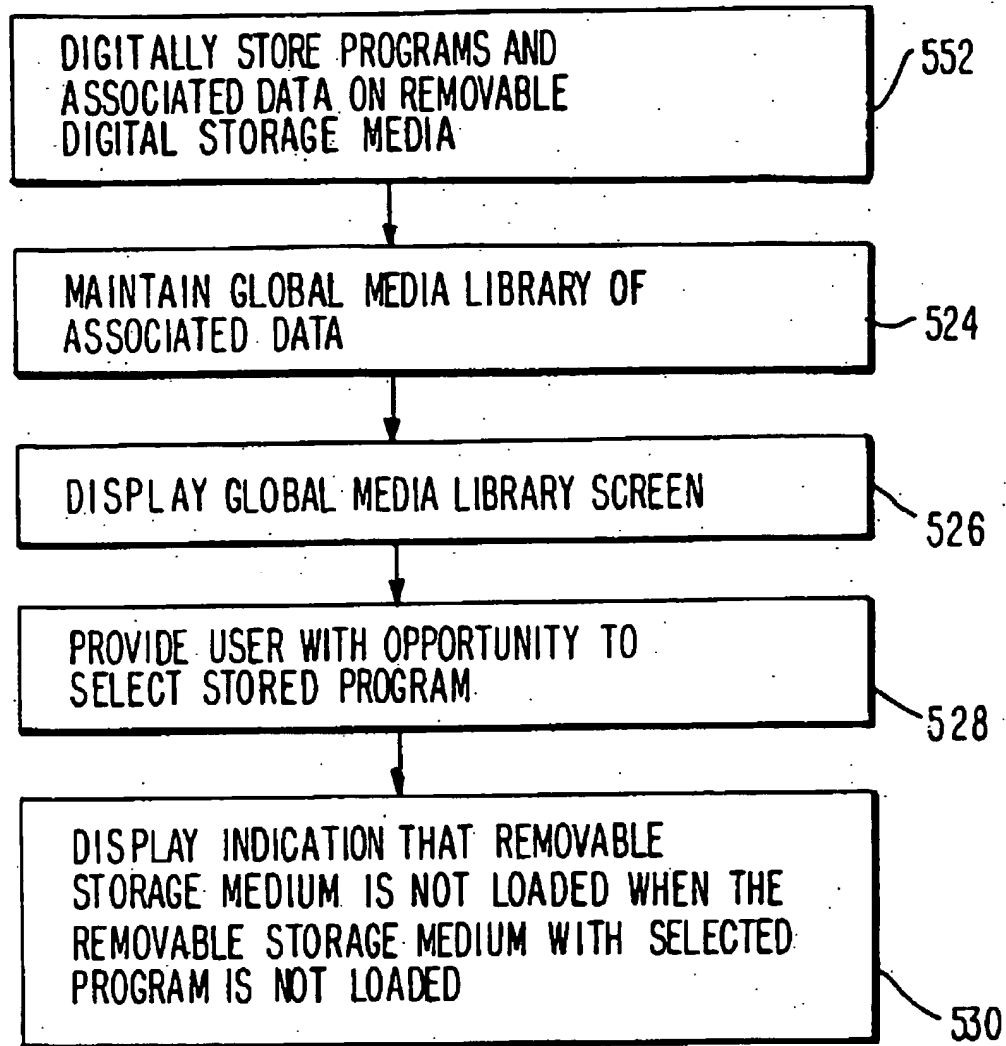 DIGITALLY STORE PROGRAMS AND
ASSOCIATED DATA ON REMOVABLE
DIGITAL STORAGE MEDIA
552
MAINTAIN GLOBAL MEDIA LIBRARY OF
ASSOCIATED DATA
524
DISPLAY GLOBAL MEDIA LIBRARY SCREEN
526
PROVIDE USER WITH OPPORTUNITY TO
SELECT STORED PROGRAM
528
DISPLAY INDICATION THAT REMOVABLE
STORAGE MEDIUM IS NOT LOADED WHEN THE
REMOVABLE STORAGE MEDIUM WITH SELECTED
PROGRAM IS NOT LOADED
530